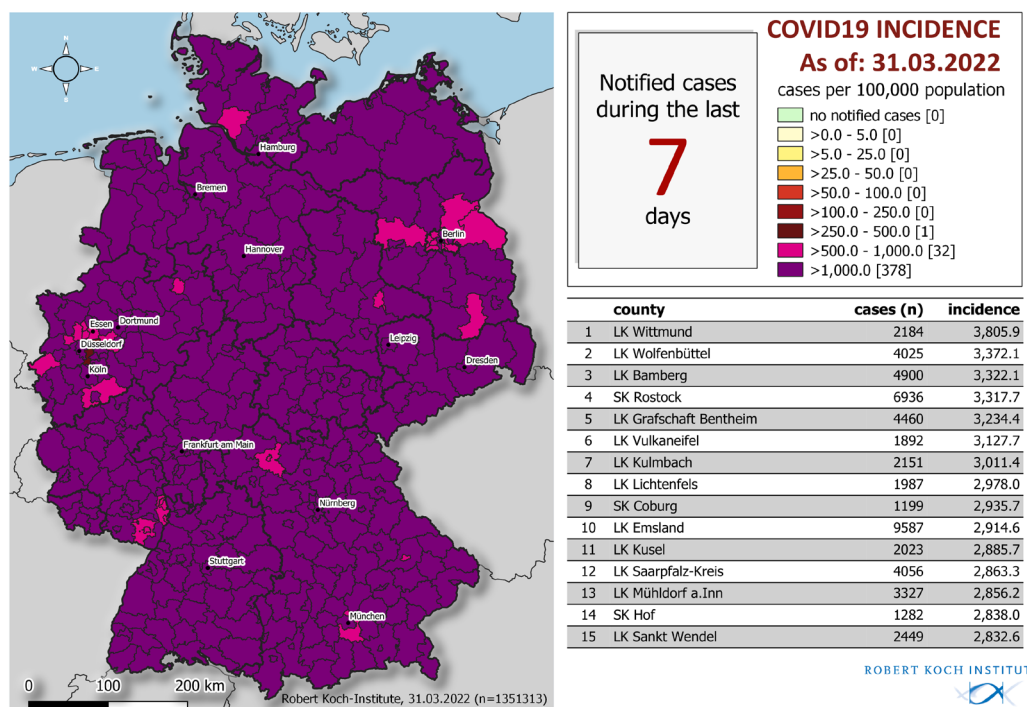 N
W
E
S
Hamburg
Bremen
Berlin
Hannover
Essen
Dortmund
Düsseldorf
Köln
Leipzig
Dresden
Frankfurt am Main
Nürnberg
Stuttgart
München
0 100 200 km
Robert Koch-Institute, 31.03.2022 (n=1351313)
Notified cases
during the last
7
days
COVID19 INCIDENCE
As of: 31.03.2022
cases per 100,000 population
no notified cases [0]
>0.0 - 5.0 [0]
>5.0 - 25.0 [0]
>25.0 - 50.0 [0]
>50.0 - 100.0 [0]
>100.0 - 250.0 [0]
>250.0 - 500.0 [1]
>500.0 - 1,000.0 [32]
>1,000.0 [378]
county cases (n) incidence
1 LK Wittmund 2184 3,805.9
2 LK Wolfenbüttel 4025 3,372.1
3 LK Bamberg 4900 3,322.1
4 SK Rostock 6936 3,317.7
5 LK Grafschaft Bentheim 4460 3,234.4
6 LK Vulkaneifel 1892 3,127.7
7 LK Kulmbach 2151 3,011.4
8 LK Lichtenfels 1987 2,978.0
9 SK Coburg 1199 2,935.7
10 LK Emsland 9587 2,914.6
11 LK Kusel 2023 2,885.7
12 LK Saarpfalz-Kreis 4056 2,863.3
13 LK Mühldorf a.Inn 3327 2,856.2
14 SK Hof 1282 2,838.0
15 LK Sankt Wendel 2449 2,832.6
ROBERT KOCH INSTITUT